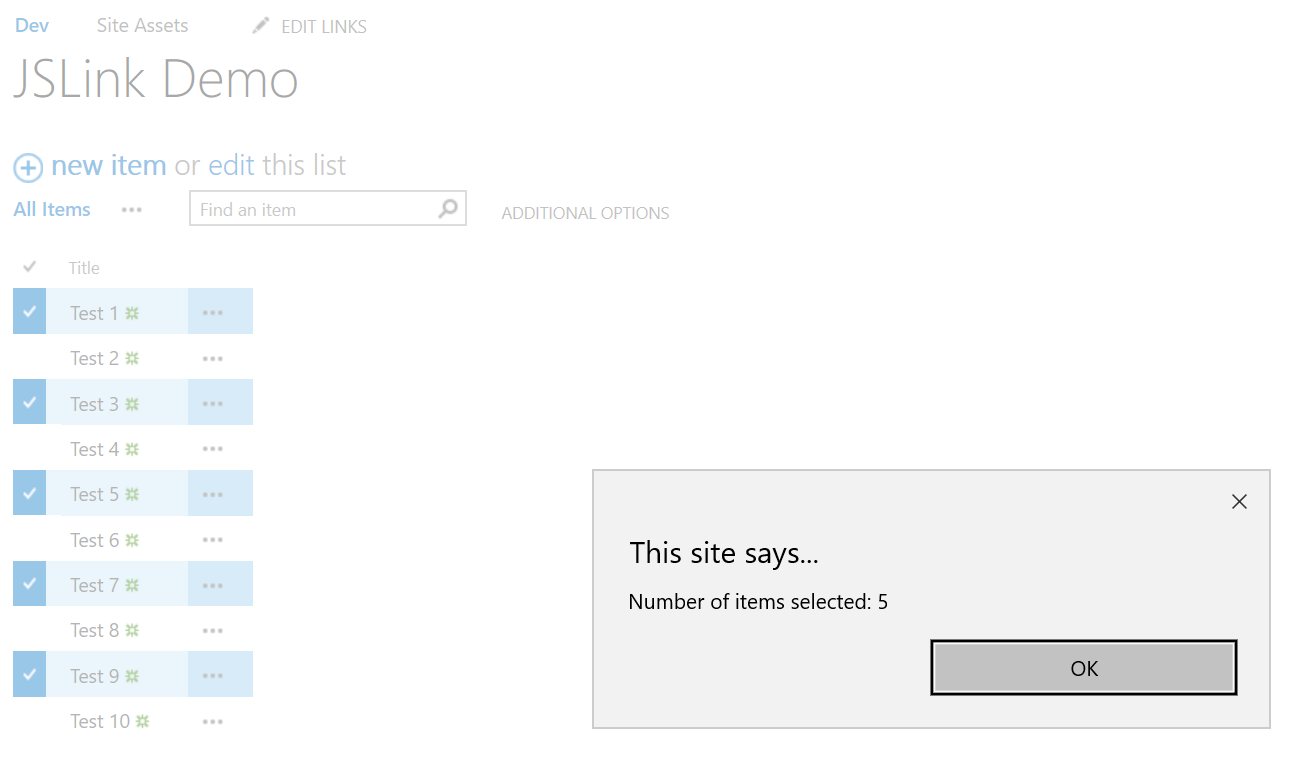 Dev Site Assets EDIT LINKS
JSLink Demo
new item or edit this list
All Items ••• Find an item ADDITIONAL OPTIONS
Title
Test 1 •••
Test 2 •••
Test 3 •••
Test 4 •••
Test 5 •••
Test 6 •••
Test 7 •••
Test 8 •••
Test 9 •••
Test 10 •••
This site says...
Number of items selected: 5
OK